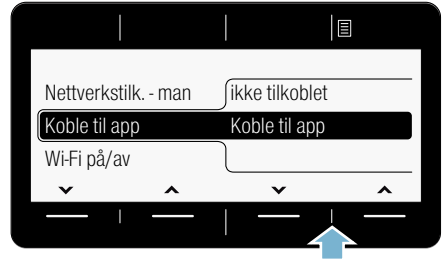 Nettverkstilk. - man ikke tilkoblet
Koble til app Koble til app
Wi-Fi på/av